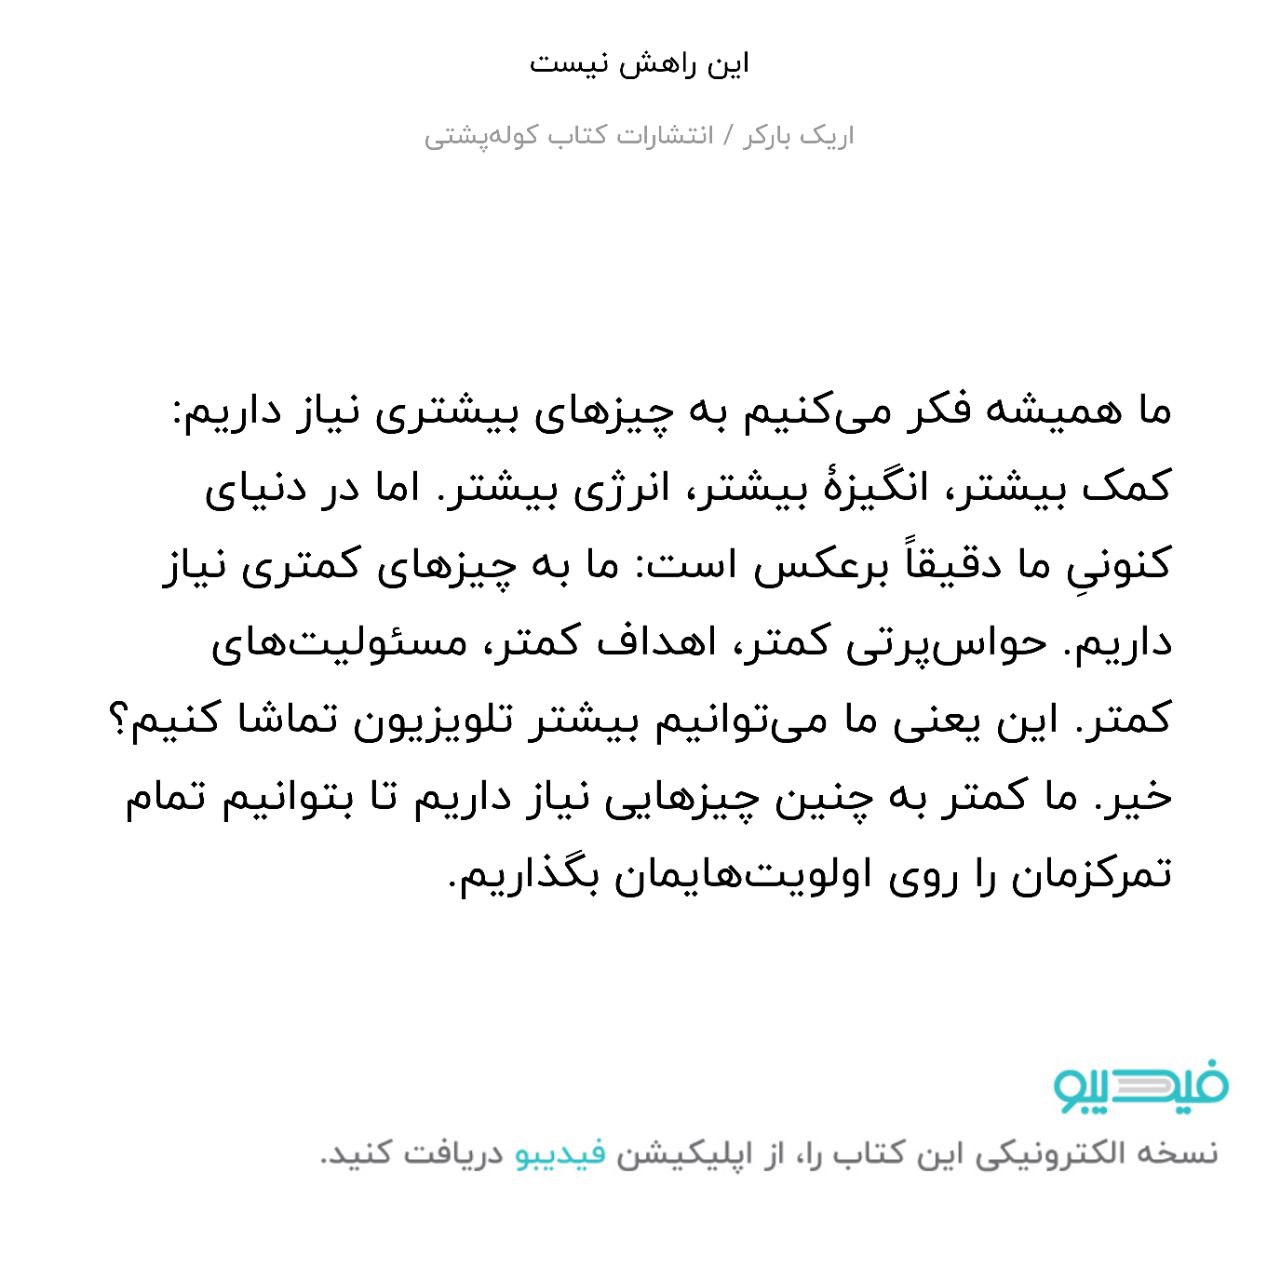 این راهش نیست
اریک بارکر / انتشارات کتاب کوله‌پشتی
ما همیشه فکر می‌کنیم به چیزهای بیشتری نیاز داریم:
کمک بیشتر، انگیزهٔ بیشتر، انرژی بیشتر. اما در دنیای
کنونیِ ما دقیقاً برعکس است: ما به چیزهای کمتری نیاز
داریم. حواس‌پرتی کمتر، اهداف کمتر، مسئولیت‌های
کمتر. این یعنی ما می‌توانیم بیشتر تلویزیون تماشا کنیم؟
خیر. ما کمتر به چنین چیزهایی نیاز داریم تا بتوانیم تمام
تمرکزمان را روی اولویت‌هایمان بگذاریم.
فیدیبو
نسخه الکترونیکی این کتاب را، از اپلیکیشن فیدیبو دریافت کنید.